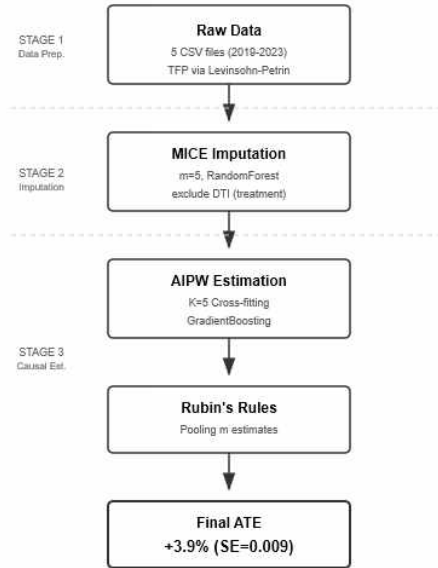 Raw Data
STAGE 1
Data Prep.
5 CSV files (2019-2023)
TFP via Levinsohn-Petrin
MICE Imputation
STAGE 2
Imputation
m=5, RandomForest
exclude DTI (treatment)
AIPW Estimation
K=5 Cross-fitting
GradientBoosting
STAGE 3
Causal Est.
Rubin's Rules
Pooling m estimates
Final ATE
+3.9% (SE=0.009)